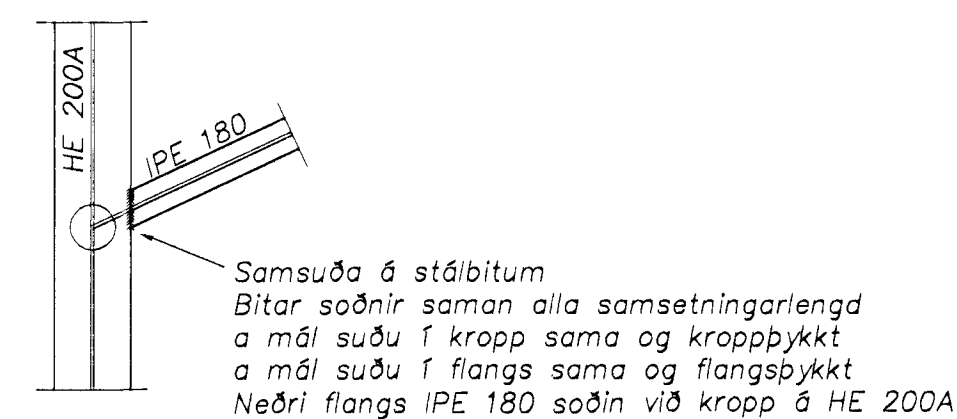 HE 200A
IPE 180
Samsuða á stálbitum
Bitar soðnir saman alla samsetningarlengd
a mál suðu í kropp sama og kroppþykkt
a mál suðu í flangs sama og flangsþykkt
Neðri flangs IPE 180 soðin við kropp á HE 200A